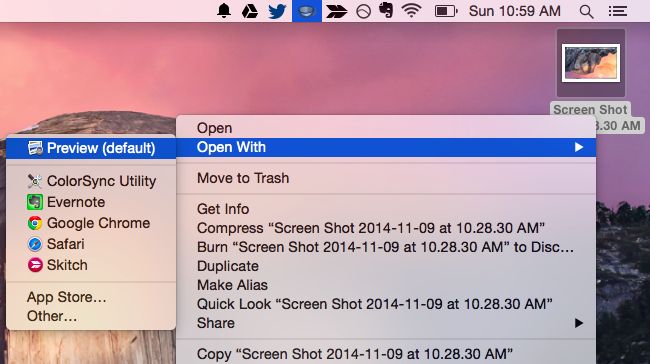 Sun 10:59 AM
Screen Shot
8.30 AM
Open
Open With
Preview (default)
ColorSync Utility
Evernote
Google Chrome
Safari
Skitch
App Store…
Other…
Move to Trash
Get Info
Compress “Screen Shot 2014-11-09 at 10.28.30 AM”
Burn “Screen Shot 2014-11-09 at 10.28.30 AM” to Disc…
Duplicate
Make Alias
Quick Look “Screen Shot 2014-11-09 at 10.28.30 AM”
Share
Copy “Screen Shot 2014-11-09 at 10.28.30 AM”